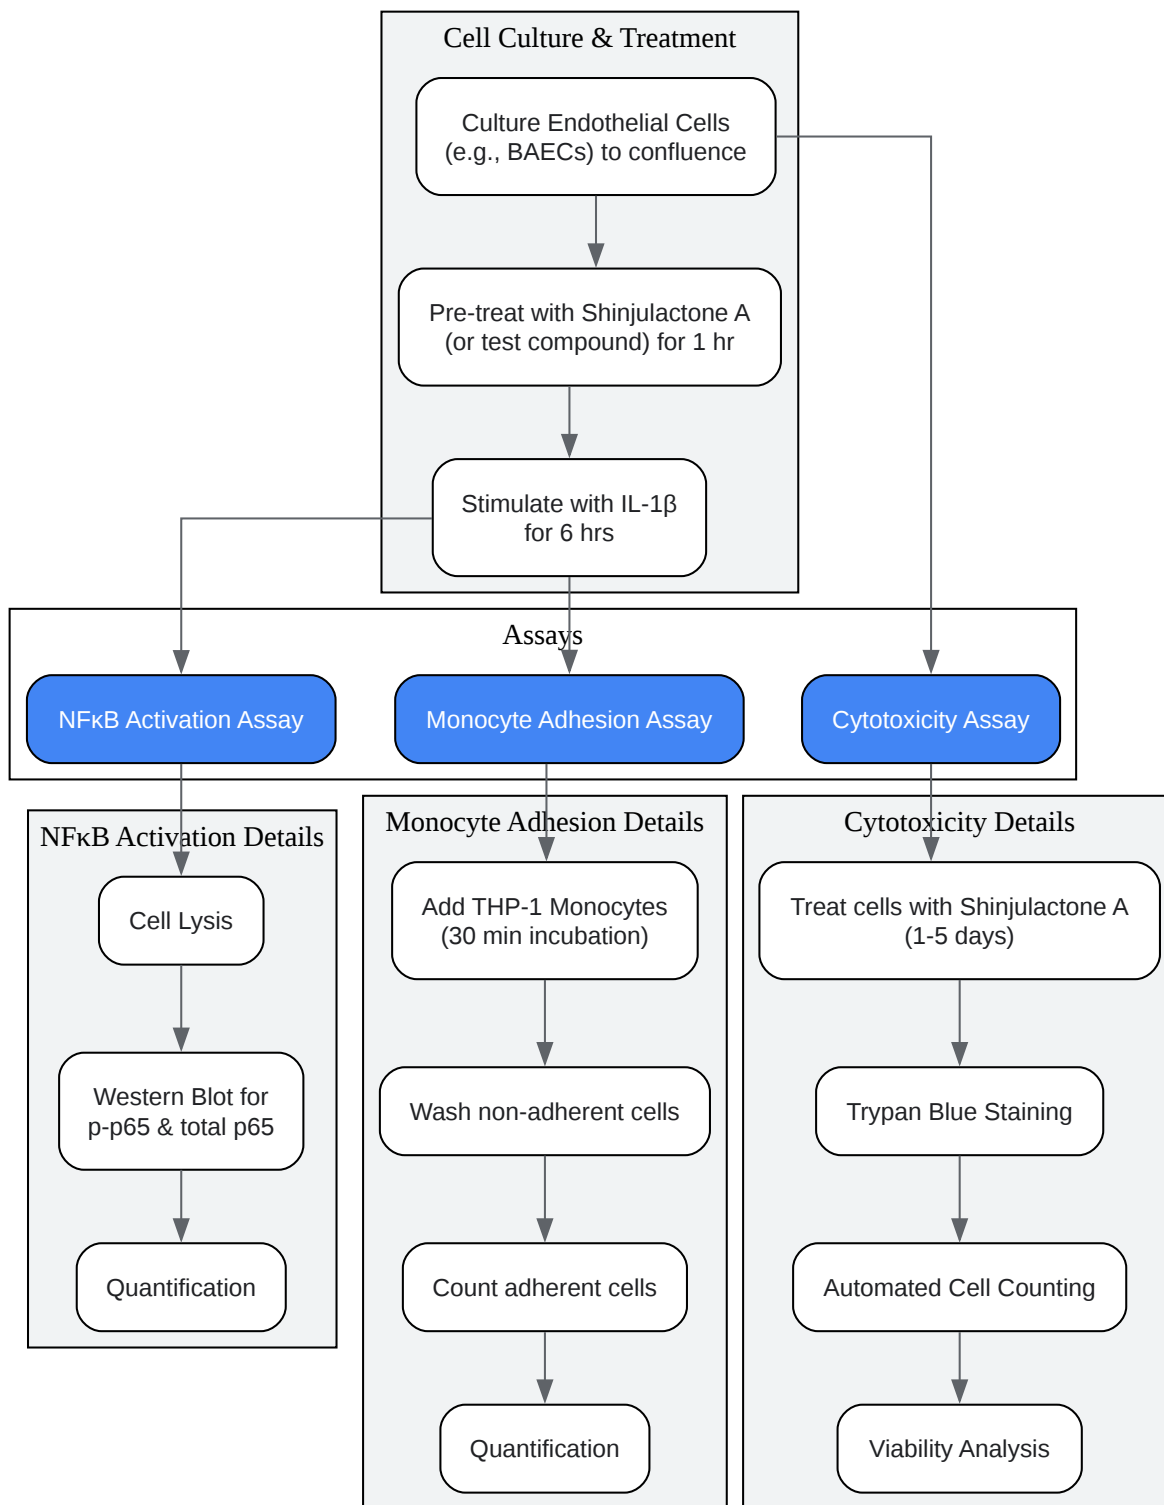 Cell Culture & Treatment
Culture Endothelial Cells
(e.g., BAECs) to confluence
Pre-treat with Shinjulactone A
(or test compound) for 1 hr
Stimulate with IL-1β
for 6 hrs
Assays
NFκB Activation Assay
Monocyte Adhesion Assay
Cytotoxicity Assay
NFκB Activation Details
Cell Lysis
Western Blot for
p-p65 & total p65
Quantification
Monocyte Adhesion Details
Add THP-1 Monocytes
(30 min incubation)
Wash non-adherent cells
Count adherent cells
Quantification
Cytotoxicity Details
Treat cells with Shinjulactone A
(1-5 days)
Trypan Blue Staining
Automated Cell Counting
Viability Analysis